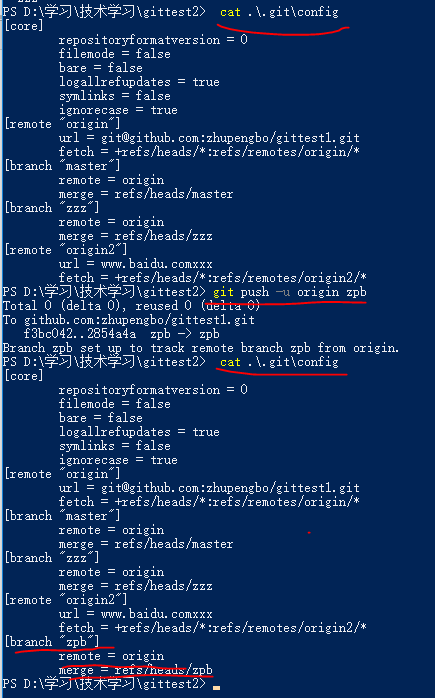 PS D:\学习\技术学习\gittest2> cat .\.git\config
[core]
repositoryformatversion = 0
filemode = false
bare = false
logallrefupdates = true
symlinks = false
ignorecase = true
[remote "origin"]
url = git@github.com:zhupengbo/gittest1.git
fetch = +refs/heads/*:refs/remotes/origin/*
[branch "master"]
remote = origin
merge = refs/heads/master
[branch "zzz"]
remote = origin
merge = refs/heads/zzz
[remote "origin2"]
url = www.baidu.comxxx
fetch = +refs/heads/*:refs/remotes/origin2/*
PS D:\学习\技术学习\gittest2> git push -u origin zpb
Total 0 (delta 0), reused 0 (delta 0)
To github.com:zhupengbo/gittest1.git
f3bc042..2854a4a  zpb -> zpb
Branch zpb set up to track remote branch zpb from origin.
PS D:\学习\技术学习\gittest2> cat .\.git\config
[core]
repositoryformatversion = 0
filemode = false
bare = false
logallrefupdates = true
symlinks = false
ignorecase = true
[remote "origin"]
url = git@github.com:zhupengbo/gittest1.git
fetch = +refs/heads/*:refs/remotes/origin/*
[branch "master"]
remote = origin
merge = refs/heads/master
[branch "zzz"]
remote = origin
merge = refs/heads/zzz
[remote "origin2"]
url = www.baidu.comxxx
fetch = +refs/heads/*:refs/remotes/origin2/*
[branch "zpb"]
remote = origin
merge = refs/heads/zpb
PS D:\学习\技术学习\gittest2>